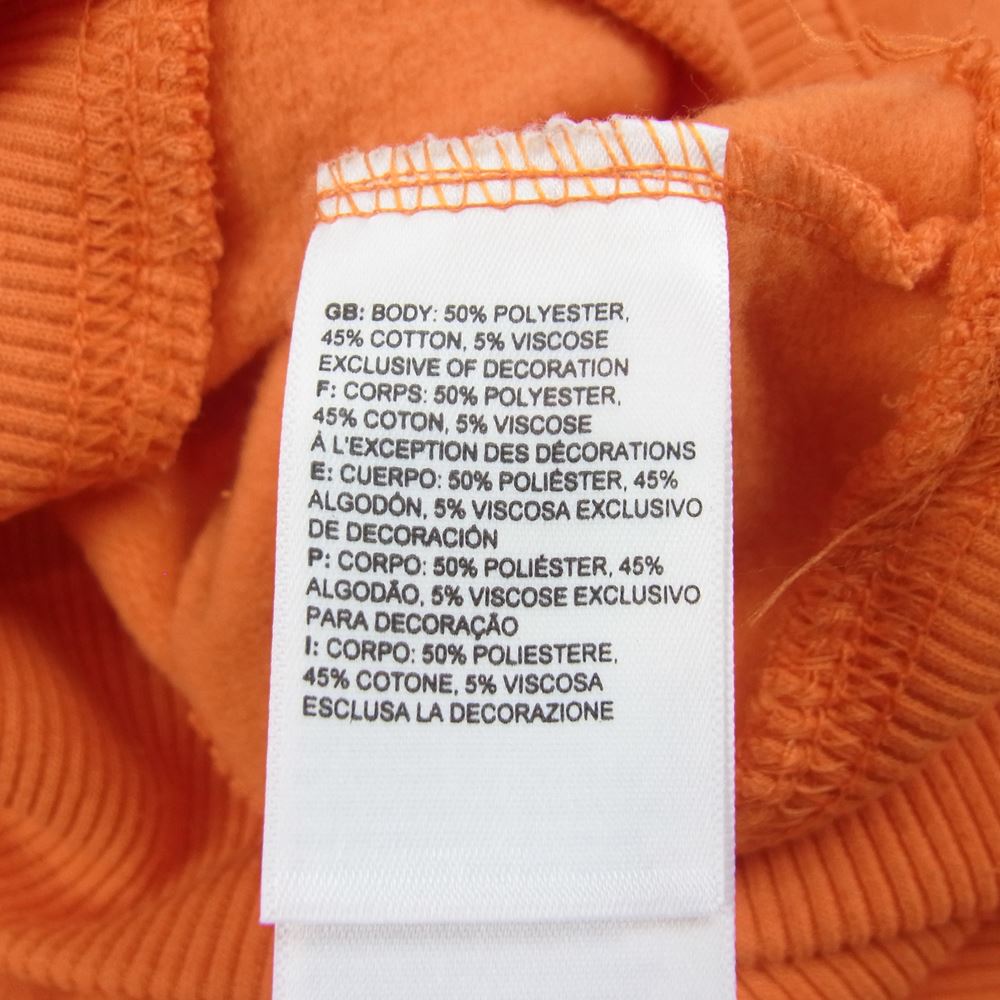 GB: BODY: 50% POLYESTER,
45% COTTON, 5% VISCOSE
EXCLUSIVE OF DECORATION
F: CORPS: 50% POLYESTER,
45% COTON, 5% VISCOSE
À L'EXCEPTION DES DÉCORATIONS
E: CUERPO: 50% POLIÉSTER, 45%
ALGODÓN, 5% VISCOSA EXCLUSIVO
DE DECORACIÓN
P: CORPO: 50% POLIÉSTER, 45%
ALGODÃO, 5% VISCOSE EXCLUSIVO
PARA DECORAÇÃO
I: CORPO: 50% POLIESTERE,
45% COTONE, 5% VISCOSA
ESCLUSA LA DECORAZIONE